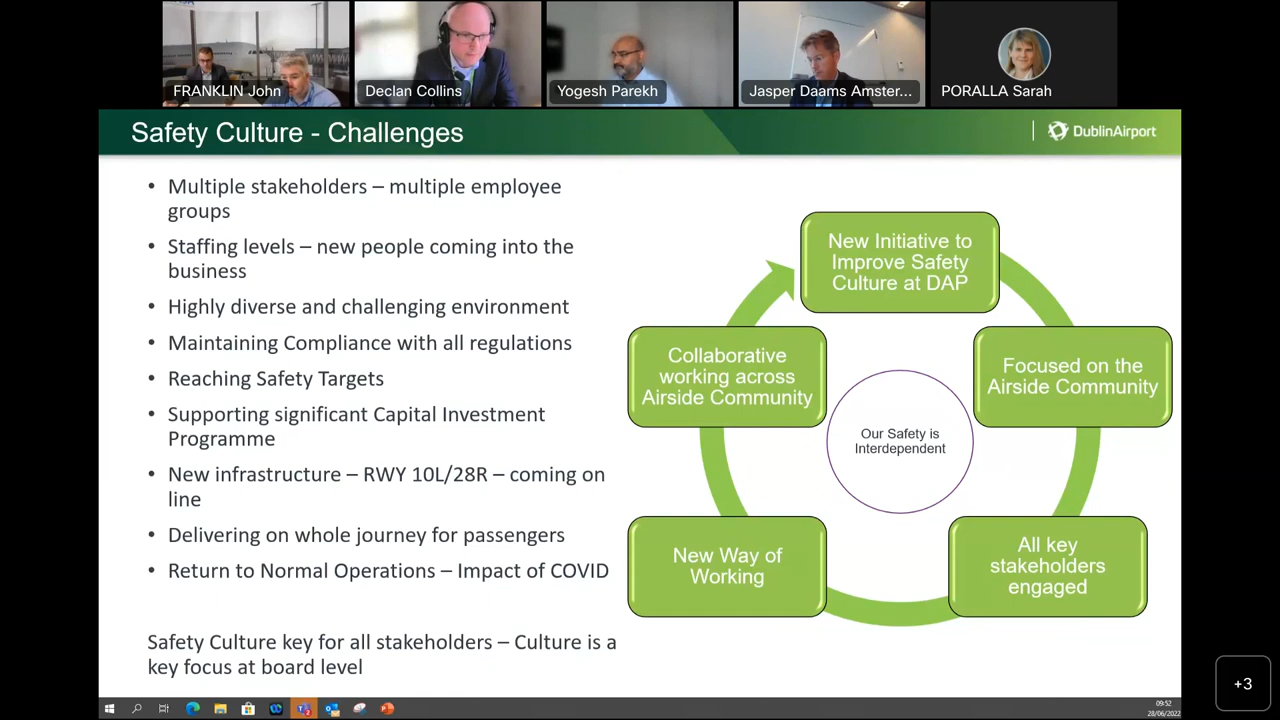 FRANKLIN John
Declan Collins
Yogesh Parekh
Jasper Daams Amster...
PORALLA Sarah
Safety Culture - Challenges
DublinAirport
• Multiple stakeholders – multiple employee
groups
• Staffing levels – new people coming into the
business
• Highly diverse and challenging environment
• Maintaining Compliance with all regulations
• Reaching Safety Targets
• Supporting significant Capital Investment
Programme
• New infrastructure – RWY 10L/28R – coming on
line
• Delivering on whole journey for passengers
• Return to Normal Operations – Impact of COVID
Safety Culture key for all stakeholders – Culture is a
key focus at board level
New Initiative to
Improve Safety
Culture at DAP
Focused on the
Airside Community
All key
stakeholders
engaged
New Way of
Working
Collaborative
working across
Airside Community
Our Safety is
Interdependent
+3
09:52
28/06/2022